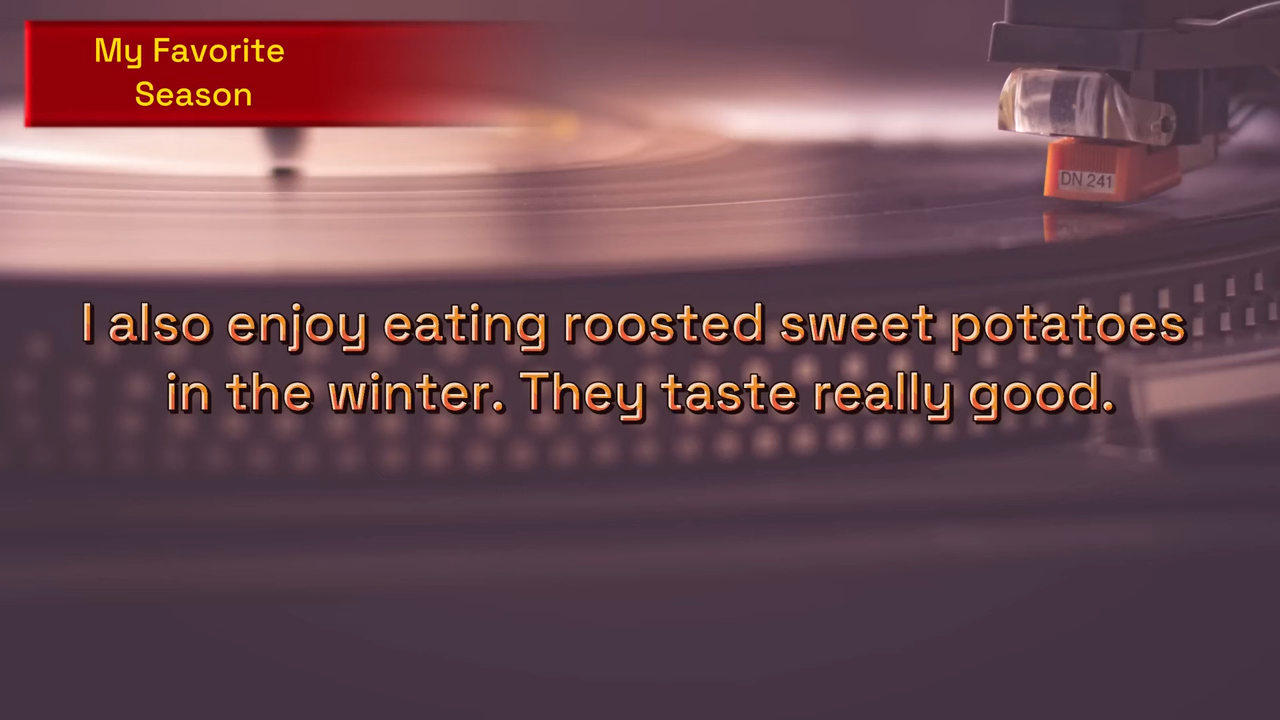 My Favorite
Season
DN 241
I also enjoy eating roosted sweet potatoes
in the winter. They taste really good.